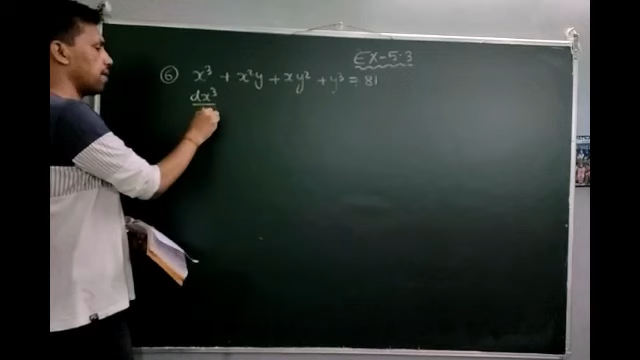 EX-5.3
⑥ x³ + x²y + xy² + y³ = 81
dx³